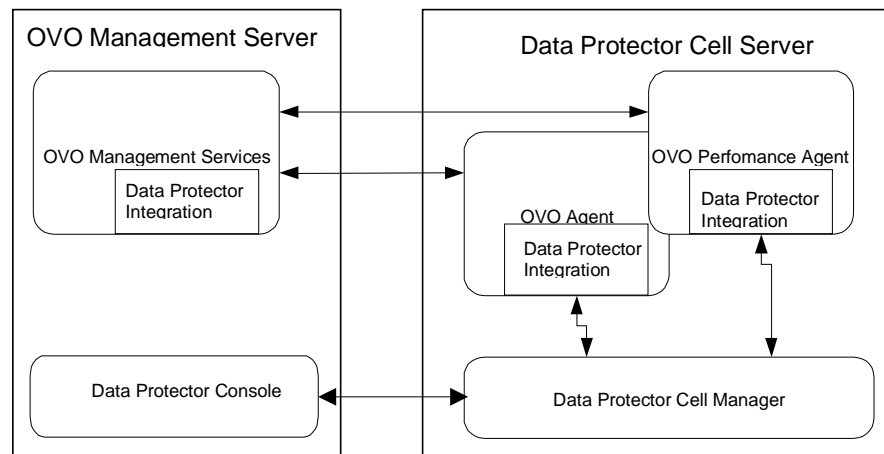 OVO Management Server
OVO Management Services
Data Protector
Integration
Data Protector Console
Data Protector Cell Server
OVO Perfomance Agent
Data Protector
Integration
OVO Agent
Data Protector
Integration
Data Protector Cell Manager